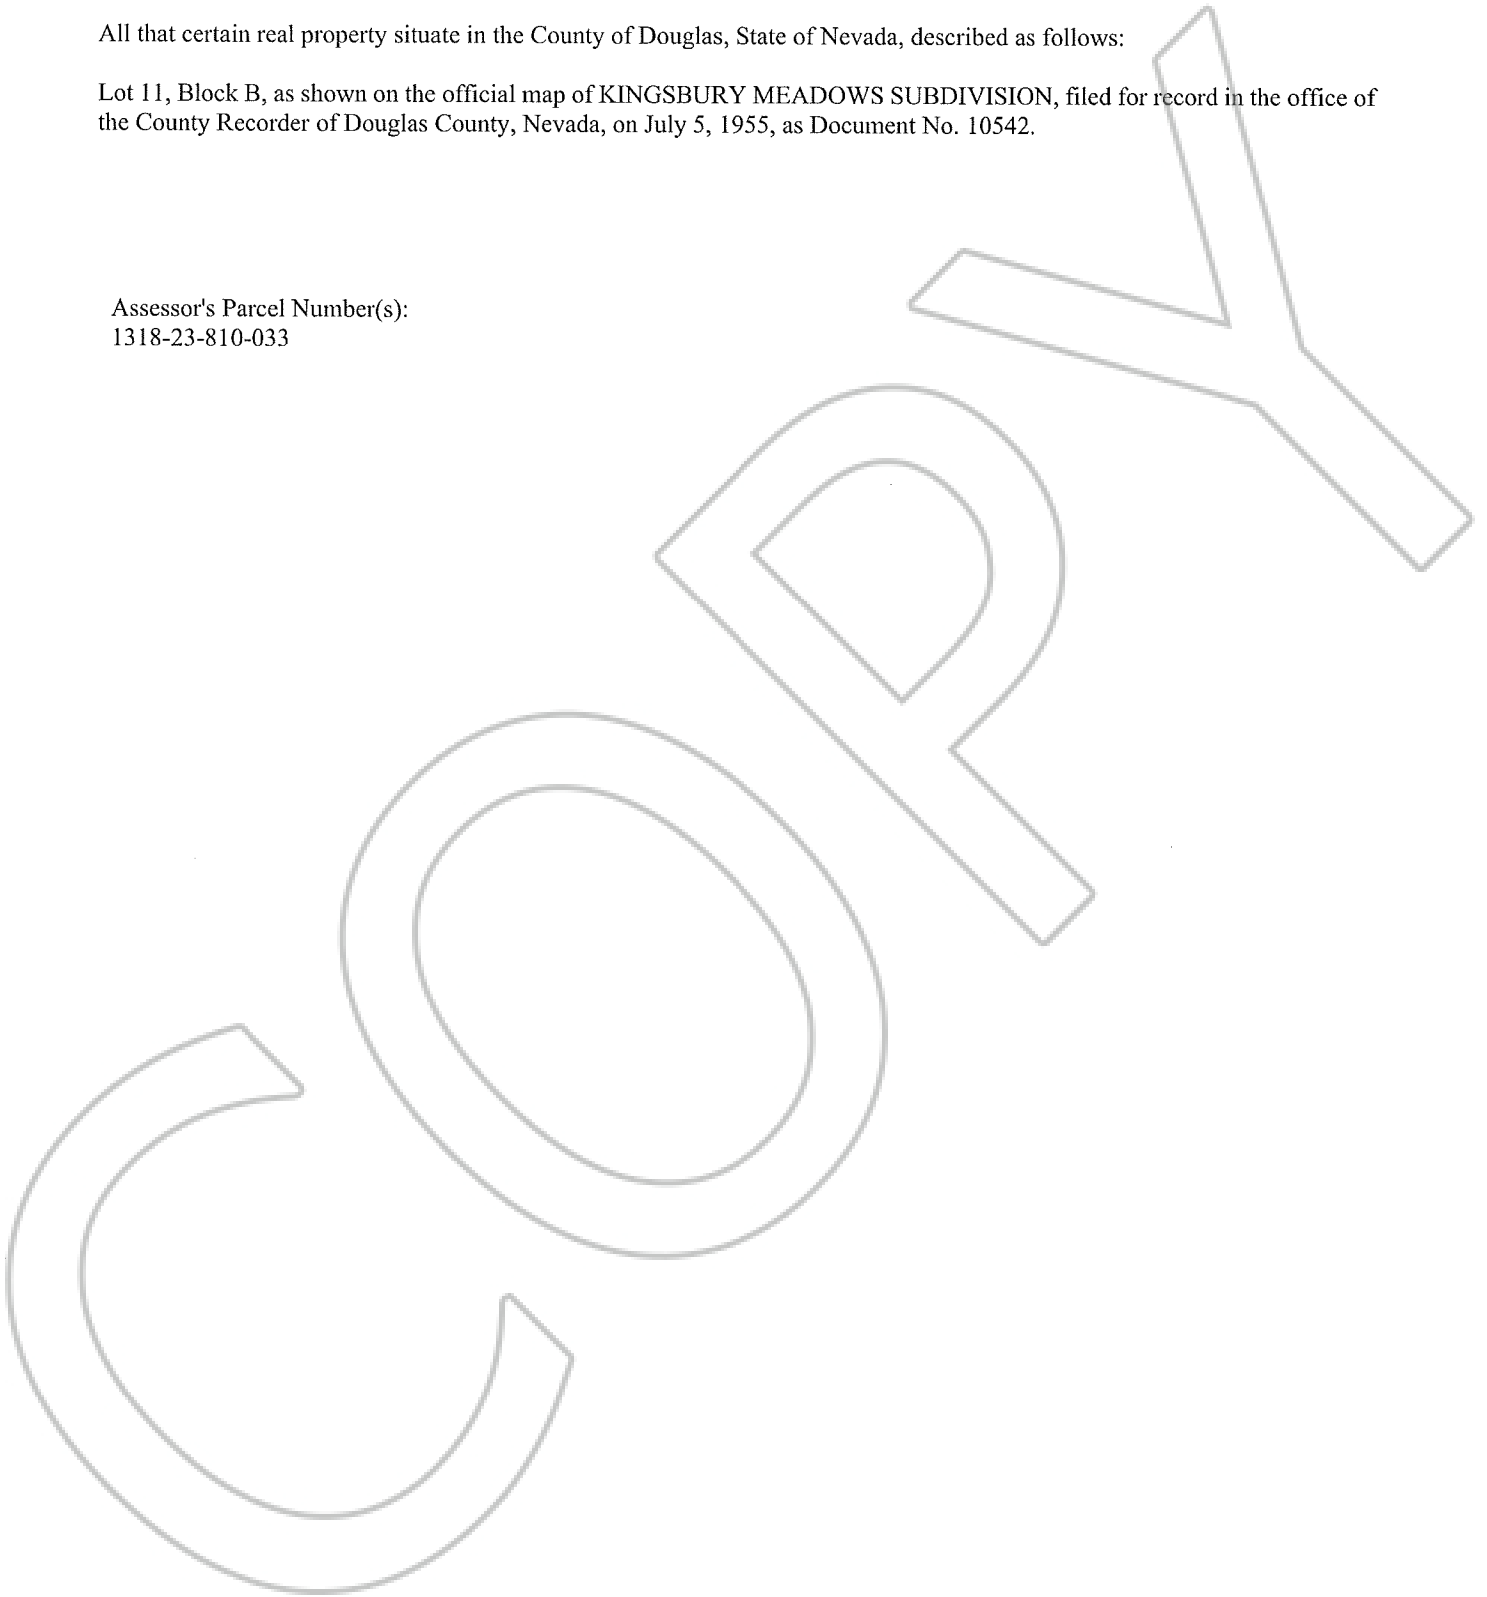 All that certain real property situate in the County of Douglas, State of Nevada, described as follows:
Lot 11, Block B, as shown on the official map of KINGSBURY MEADOWS SUBDIVISION, filed for record in the office of
the County Recorder of Douglas County, Nevada, on July 5, 1955, as Document No. 10542.
Assessor's Parcel Number(s):
1318-23-810-033
COPY